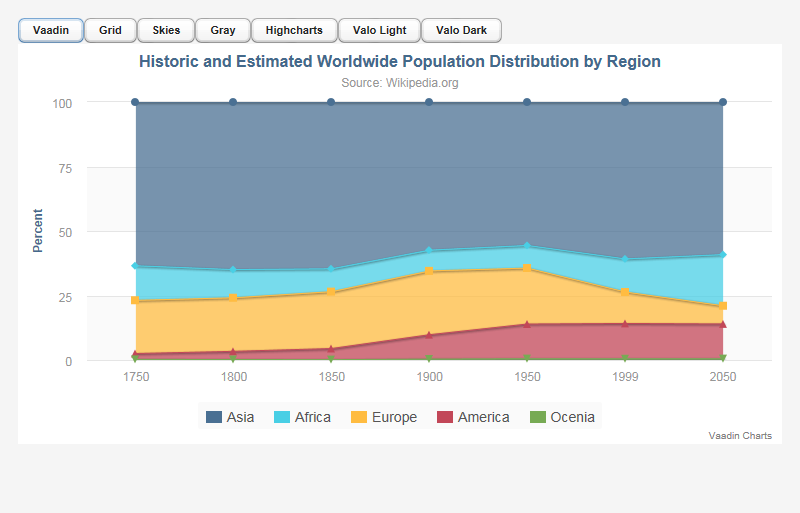 Vaadin Grid Skies Gray Highcharts Valo Light Valo Dark
Historic and Estimated Worldwide Population Distribution by Region
Source: Wikipedia.org
Percent
100
75
50
25
0
1750 1800 1850 1900 1950 1999 2050
Asia Africa Europe America Ocenia
Vaadin Charts